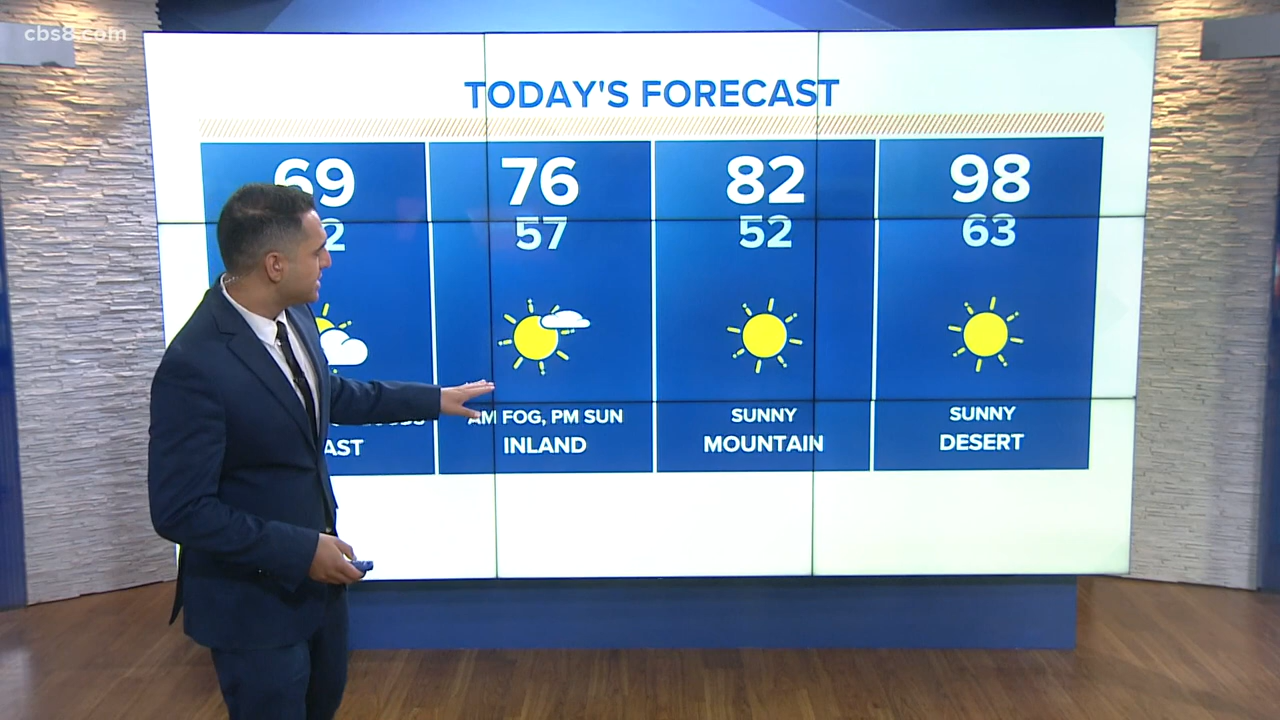 cbs8.com
TODAY'S FORECAST
69
76
57
AM FOG, PM SUN
INLAND
82
52
SUNNY
MOUNTAIN
98
63
SUNNY
DESERT